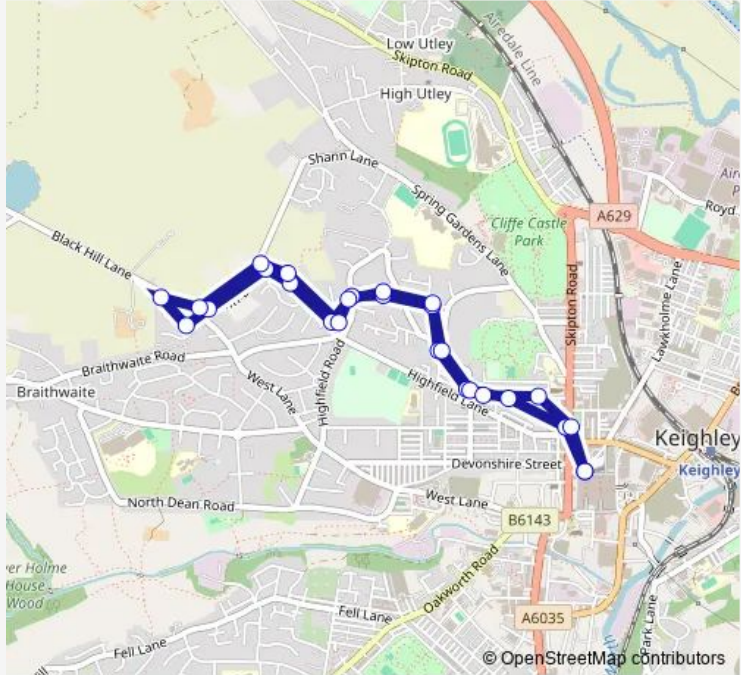 Low Utley
Skipton Road
Airedale Line
High Utley
Shann Lane
Spring Gardens Lane
Cliffe Castle
Park
A629
Royd
Black Hill Lane
Skipton Road
Lawkholme Lane
Braithwaite Road
Braithwaite
West Lane
Highfield Road
Highfield Lane
Keighley
Keighley
Devonshire Street
North Dean Road
West Lane
B6143
Oakworth Road
House
Wood
Fell Lane
Fell Lane
A6035
Park Lane
© OpenStreetMap contributors